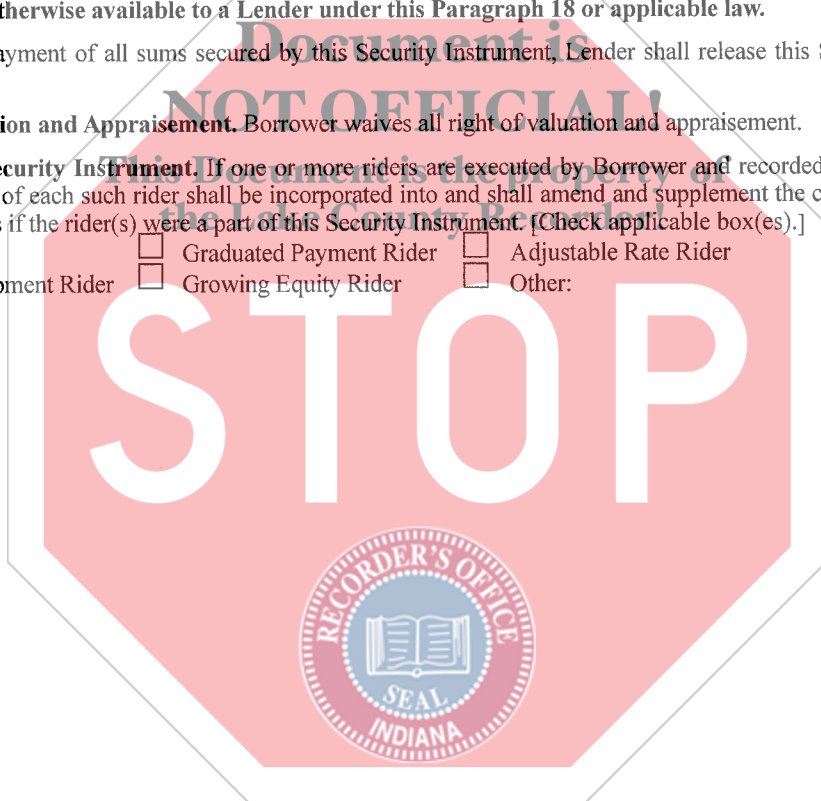 therwise available to a Lender under this Paragraph 18 or applicable law.
Document is
ayment of all sums secured by this Security Instrument, Lender shall release this
NOT OFFICIAL!
ion and Appraisement. Borrower waives all right of valuation and appraisement.
This Document is the property of
ecurity Instrument. If one or more riders are executed by Borrower and recorded
of each such rider shall be incorporated into and shall amend and supplement the c
the Lake County Recorder!
if the rider(s) were a part of this Security Instrument. [Check applicable box(es).]
☐ Graduated Payment Rider ☐ Adjustable Rate Rider
pment Rider ☐ Growing Equity Rider ☐ Other:
STOP
RECORDER'S OFFICE
SEAL
INDIANA